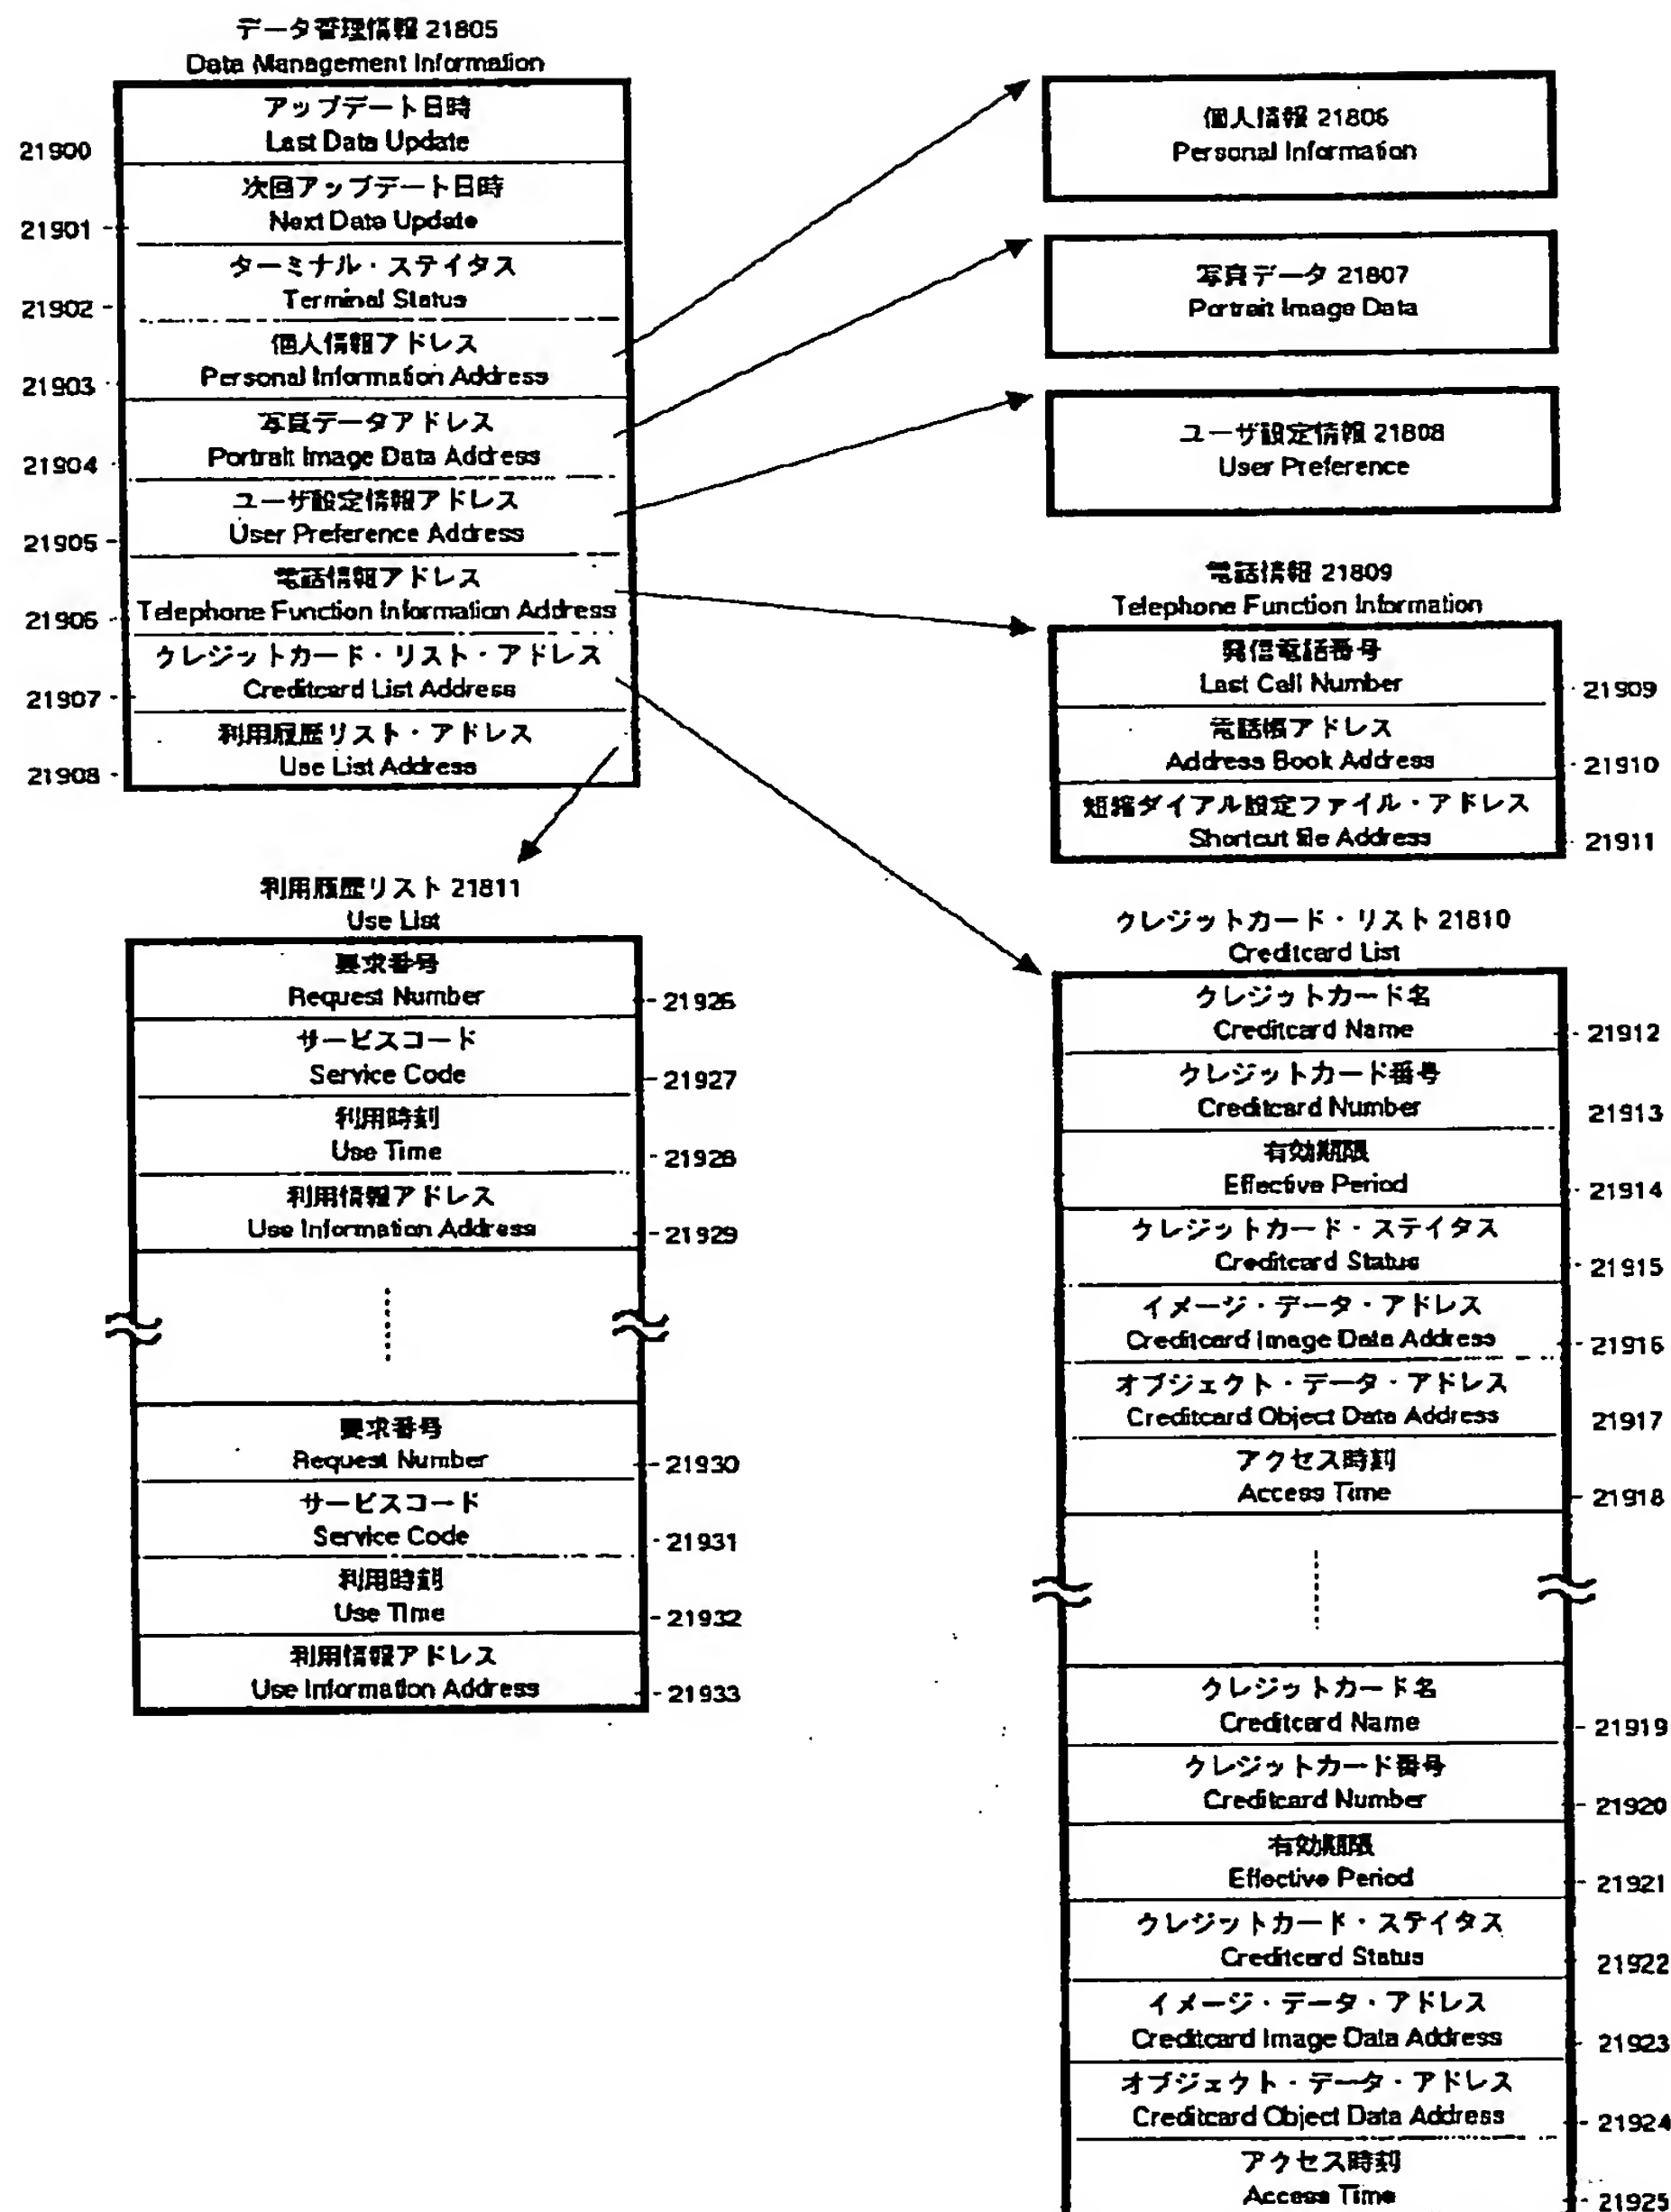 データ管理情報 21805
Data Management Information
アップデート日時
Last Data Update
21900
次回アップデート日時
Next Data Update
21901
ターミナル・ステイタス
Terminal Status
21902
個人情報アドレス
Personal Information Address
21903
写真データアドレス
Portrait Image Data Address
21904
ユーザ設定情報アドレス
User Preference Address
21905
電話情報アドレス
Telephone Function Information Address
21906
クレジットカード・リスト・アドレス
Creditcard List Address
21907
利用履歴リスト・アドレス
Use List Address
21908
個人情報 21806
Personal Information
写真データ 21807
Portrait Image Data
ユーザ設定情報 21808
User Preference
電話情報 21809
Telephone Function Information
発信電話番号
Last Call Number
21909
電話帳アドレス
Address Book Address
21910
短縮ダイアル設定ファイル・アドレス
Shortcut file Address
21911
利用履歴リスト 21811
Use List
要求番号
Request Number
21926
サービスコード
Service Code
21927
利用時刻
Use Time
21928
利用情報アドレス
Use Information Address
21929
要求番号
Request Number
21930
サービスコード
Service Code
21931
利用時刻
Use Time
21932
利用情報アドレス
Use Information Address
21933
クレジットカード・リスト 21810
Creditcard List
クレジットカード名
Creditcard Name
21912
クレジットカード番号
Creditcard Number
21913
有効期限
Effective Period
21914
クレジットカード・ステイタス
Creditcard Status
21915
イメージ・データ・アドレス
Creditcard Image Data Address
21916
オブジェクト・データ・アドレス
Creditcard Object Data Address
21917
アクセス時刻
Access Time
21918
クレジットカード名
Creditcard Name
21919
クレジットカード番号
Creditcard Number
21920
有効期限
Effective Period
21921
クレジットカード・ステイタス
Creditcard Status
21922
イメージ・データ・アドレス
Creditcard Image Data Address
21923
オブジェクト・データ・アドレス
Creditcard Object Data Address
21924
アクセス時刻
Access Time
21925